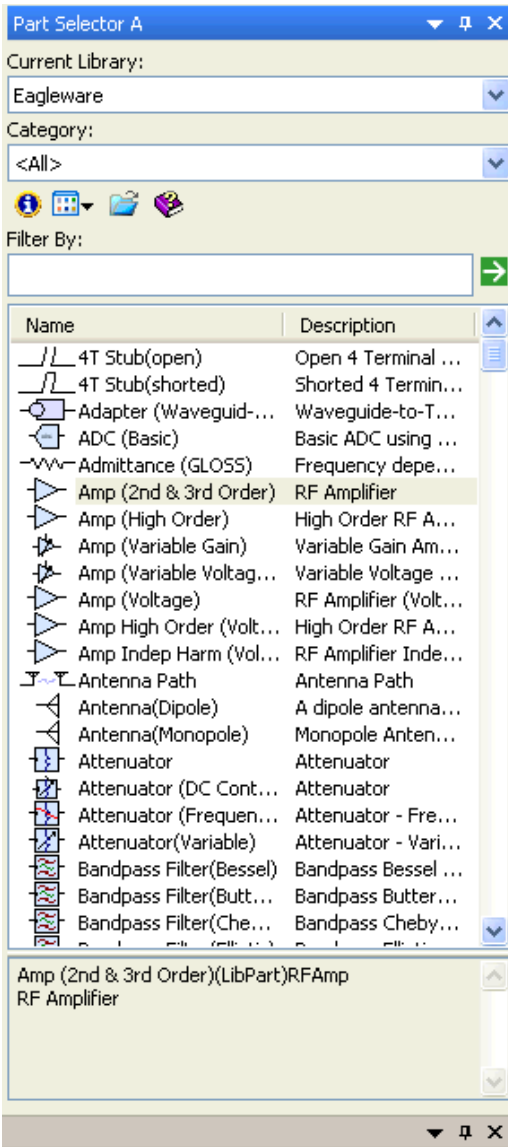 Part Selector A
Current Library:
Eagleware
Category:
<All>
Filter By:
Name Description
4T Stub(open) Open 4 Terminal ...
4T Stub(shorted) Shorted 4 Termin...
Adapter (Waveguid-... Waveguide-to-T...
ADC (Basic) Basic ADC using ...
Admittance (GLOSS) Frequency depe...
Amp (2nd & 3rd Order) RF Amplifier
Amp (High Order) High Order RF A...
Amp (Variable Gain) Variable Gain Am...
Amp (Variable Voltag... Variable Voltage ...
Amp (Voltage) RF Amplifier (Volt...
Amp High Order (Volt... High Order RF A...
Amp Indep Harm (Vol... RF Amplifier Inde...
Antenna Path Antenna Path
Antenna(Dipole) A dipole antenna...
Antenna(Monopole) Monopole Anten...
Attenuator Attenuator
Attenuator (DC Cont... Attenuator
Attenuator (Frequen... Attenuator - Fre...
Attenuator(Variable) Attenuator - Vari...
Bandpass Filter(Bessel) Bandpass Bessel ...
Bandpass Filter(Butt... Bandpass Butter...
Bandpass Filter(Che... Bandpass Cheby...
Amp (2nd & 3rd Order)(LibPart)RFAmp
RF Amplifier